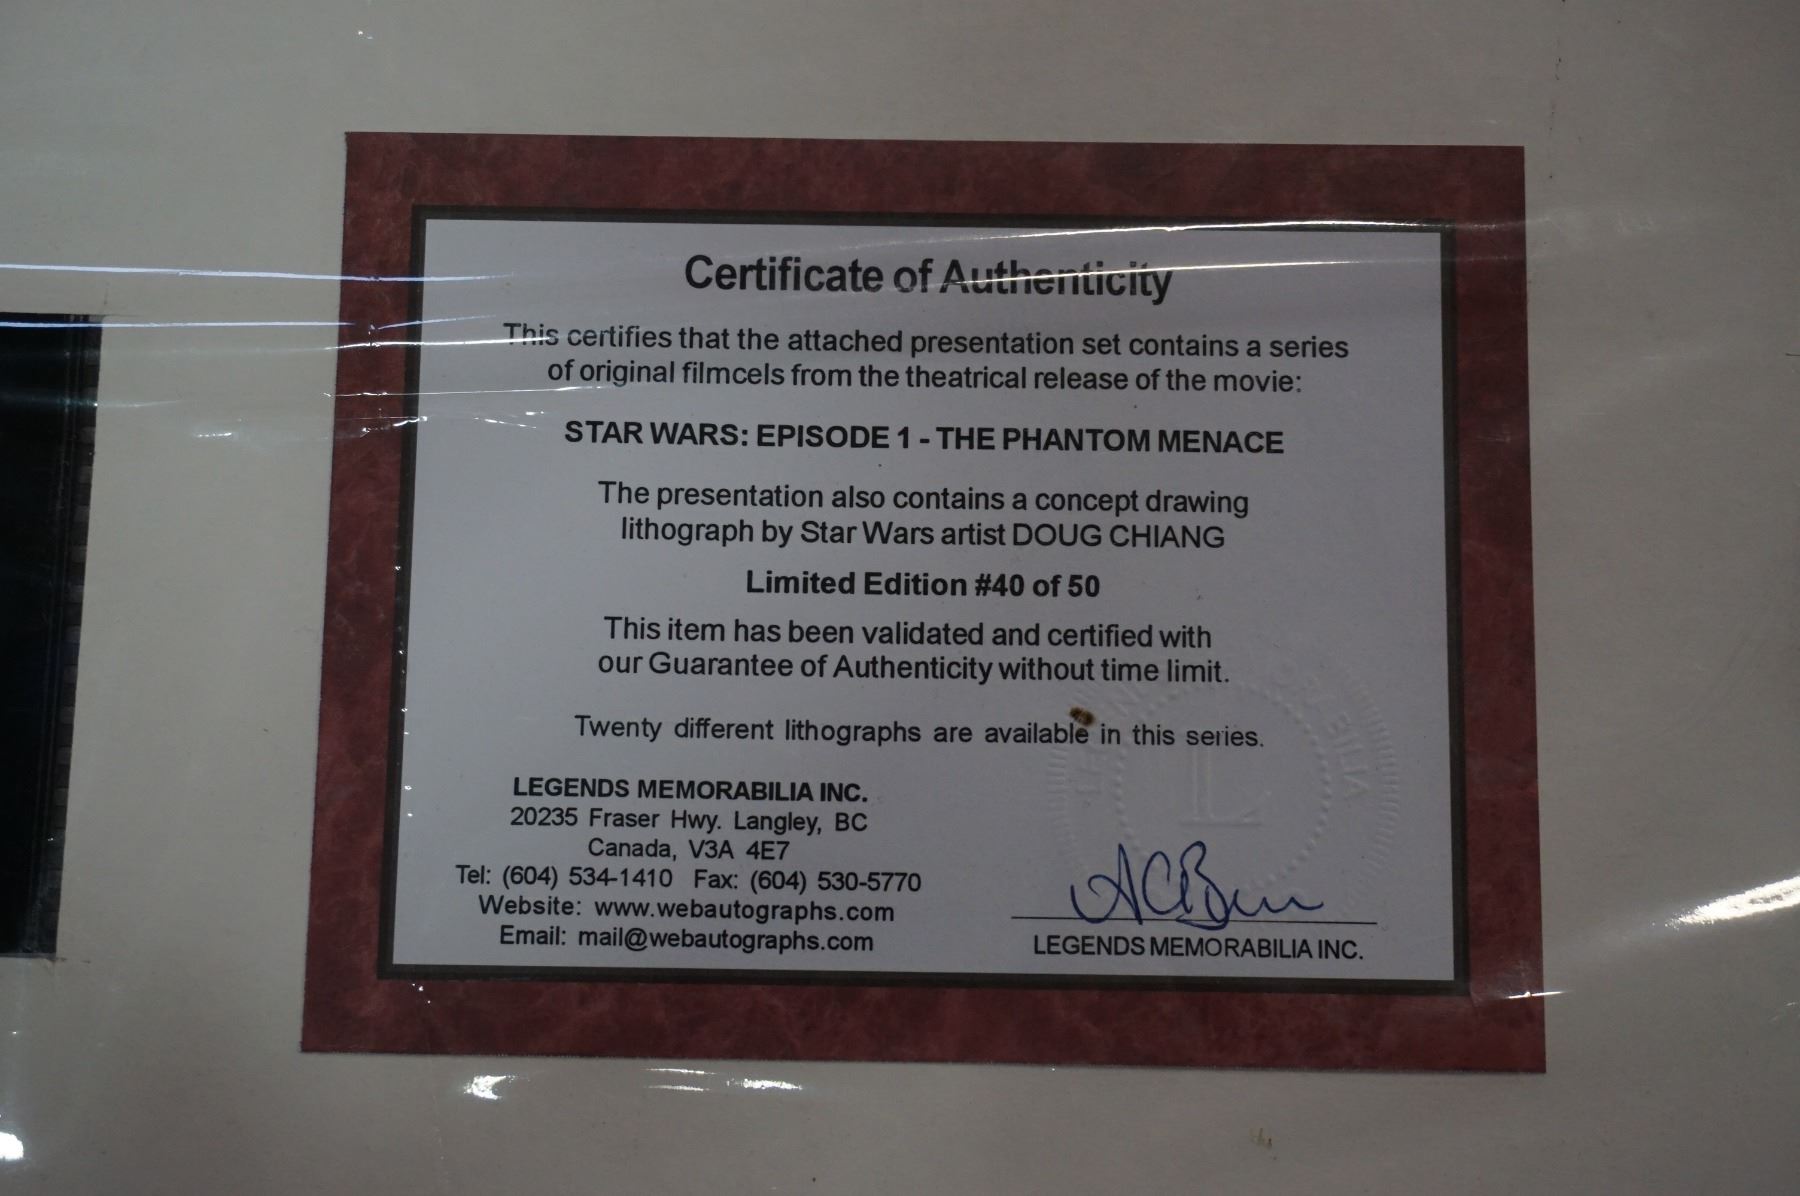 Certificate of Authenticity
This certifies that the attached presentation set contains a series
of original filmcels from the theatrical release of the movie:
STAR WARS: EPISODE 1 - THE PHANTOM MENACE
The presentation also contains a concept drawing
lithograph by Star Wars artist DOUG CHIANG
Limited Edition #40 of 50
This item has been validated and certified with
our Guarantee of Authenticity without time limit.
Twenty different lithographs are available in this series.
LEGENDS MEMORABILIA INC.
20235 Fraser Hwy. Langley, BC
Canada, V3A 4E7
Tel: (604) 534-1410 Fax: (604) 530-5770
Website: www.webautographs.com
Email: mail@webautographs.com
LEGENDS MEMORABILIA INC.